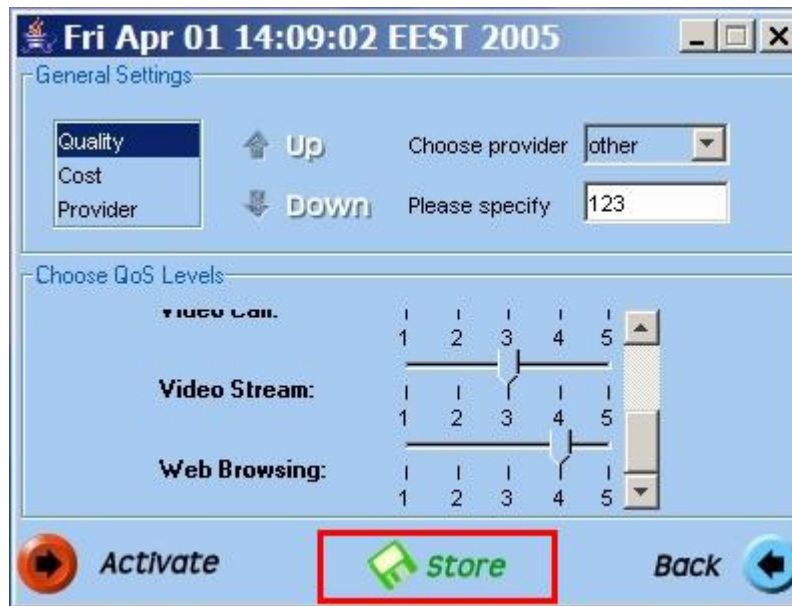 Fri Apr 01 14:09:02 EEST 2005
General Settings
Quality
Cost
Provider
Up
Down
Choose provider other
Please specify 123
Choose QoS Levels
Video Call:
1 2 3 4 5
Video Stream:
1 2 3 4 5
Web Browsing:
1 2 3 4 5
Activate
Store
Back